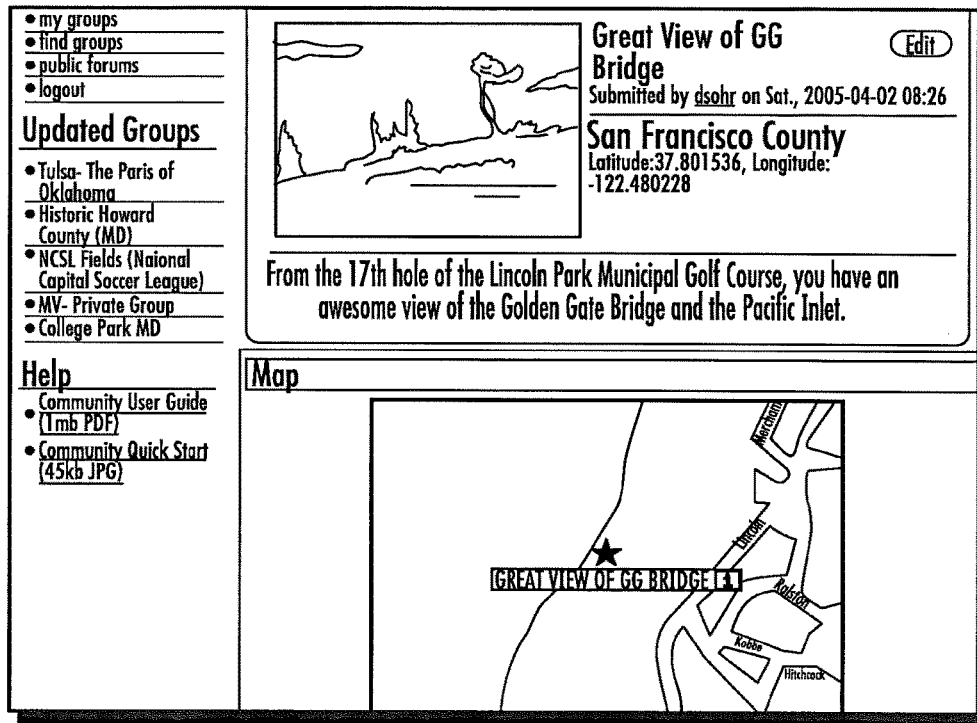 my groups
find groups
public forums
logout
Updated Groups
Tulsa- The Paris of
Oklahoma
Historic Howard
County (MD)
NCSL Fields (Naional
Capital Soccer League)
MV- Private Group
College Park MD
Help
Community User Guide
(1mb PDF)
Community Quick Start
(45kb JPG)
Great View of GG
Bridge
Edit
Submitted by dsohr on Sat., 2005-04-02 08:26
San Francisco County
Latitude:37.801536, Longitude:
-122.480228
From the 17th hole of the Lincoln Park Municipal Golf Course, you have an
awesome view of the Golden Gate Bridge and the Pacific Inlet.
Map
Merchant
Lincoln
GREAT VIEW OF GG BRIDGE 1
Ralston
Kobbe
Hitchcock